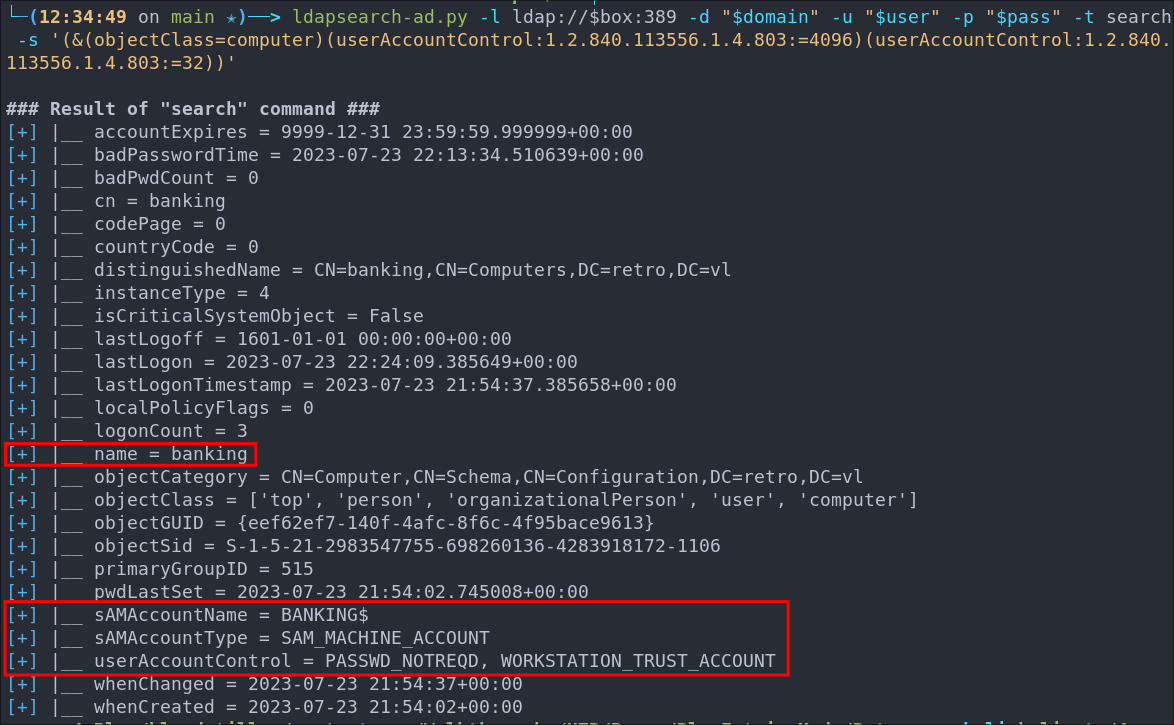 └─(12:34:49 on main ✭)──> ldapsearch-ad.py -l ldap://$box:389 -d "$domain" -u "$user" -p "$pass" -t search
-s '(&(objectClass=computer)(userAccountControl:1.2.840.113556.1.4.803:=4096)(userAccountControl:1.2.840.
113556.1.4.803:=32))'
### Result of "search" command ###
[+] |__ accountExpires = 9999-12-31 23:59:59.999999+00:00
[+] |__ badPasswordTime = 2023-07-23 22:13:34.510639+00:00
[+] |__ badPwdCount = 0
[+] |__ cn = banking
[+] |__ codePage = 0
[+] |__ countryCode = 0
[+] |__ distinguishedName = CN=banking,CN=Computers,DC=retro,DC=vl
[+] |__ instanceType = 4
[+] |__ isCriticalSystemObject = False
[+] |__ lastLogoff = 1601-01-01 00:00:00+00:00
[+] |__ lastLogon = 2023-07-23 22:24:09.385649+00:00
[+] |__ lastLogonTimestamp = 2023-07-23 21:54:37.385658+00:00
[+] |__ localPolicyFlags = 0
[+] |__ logonCount = 3
[+] |__ name = banking
[+] |__ objectCategory = CN=Computer,CN=Schema,CN=Configuration,DC=retro,DC=vl
[+] |__ objectClass = ['top', 'person', 'organizationalPerson', 'user', 'computer']
[+] |__ objectGUID = {eef62ef7-140f-4afc-8f6c-4f95bace9613}
[+] |__ objectSid = S-1-5-21-2983547755-698260136-4283918172-1106
[+] |__ primaryGroupID = 515
[+] |__ pwdLastSet = 2023-07-23 21:54:02.745008+00:00
[+] |__ sAMAccountName = BANKING$
[+] |__ sAMAccountType = SAM_MACHINE_ACCOUNT
[+] |__ userAccountControl = PASSWD_NOTREQD, WORKSTATION_TRUST_ACCOUNT
[+] |__ whenChanged = 2023-07-23 21:54:37+00:00
[+] |__ whenCreated = 2023-07-23 21:54:02+00:00